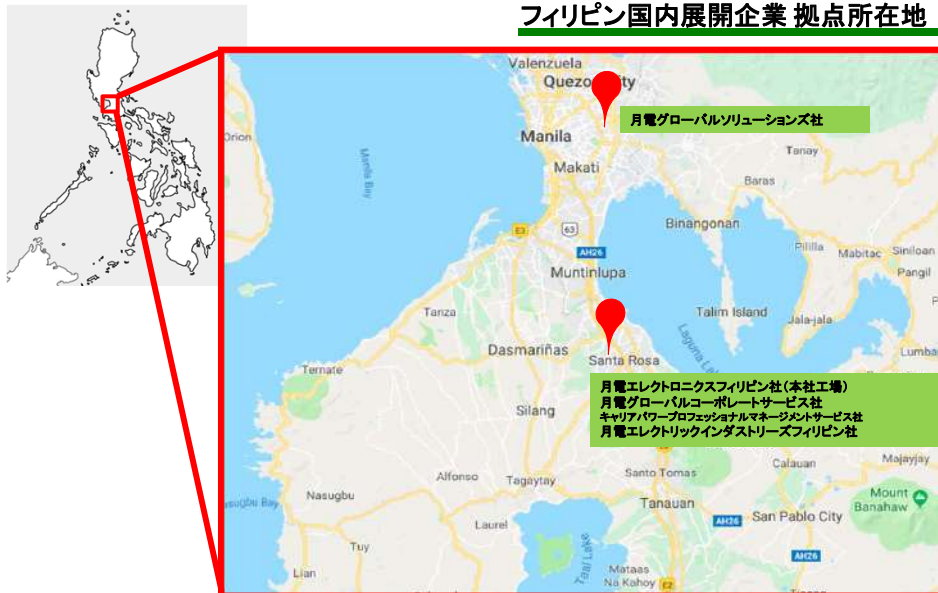 フィリピン国内展開企業 拠点所在地
Valenzuela
Quezon City
月電グローバルソリューションズ社
Orion
Manila Bay
Manila
Tanay
Makati
Baras
Binangonan
E3
63
Pililla
Mabitac
Siniloan
AH26
Pangil
Muntinlupa
Tanza
Talim Island
Jala-jala
Dasmariñas
Santa Rosa
Laguna
Lumba
Ternate
月電エレクトロニクスフィリピン社(本社工場)
月電グローバルコーポレートサービス社
キャリアパワープロフェッショナルマネージメントサービス社
月電エレクトリックインダストリーズフィリピン社
Silang
Calauan
Majayjay
Alfonso
Tagaytay
Santo Tomas
Nasugbu
asugbu Bay
Tanauan
Mount
Banahaw
Laurel
AH26
San Pablo City
Tuy
Taal Lake
AH26
Lian
Mataas
Na Kahoy
E2